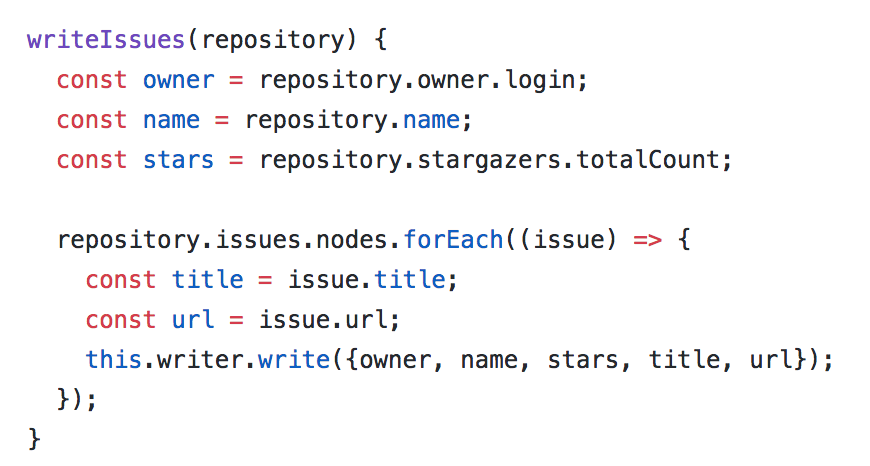 writeIssues(repository) {
  const owner = repository.owner.login;
  const name = repository.name;
  const stars = repository.stargazers.totalCount;

  repository.issues.nodes.forEach((issue) => {
    const title = issue.title;
    const url = issue.url;
    this.writer.write({owner, name, stars, title, url});
  });
}